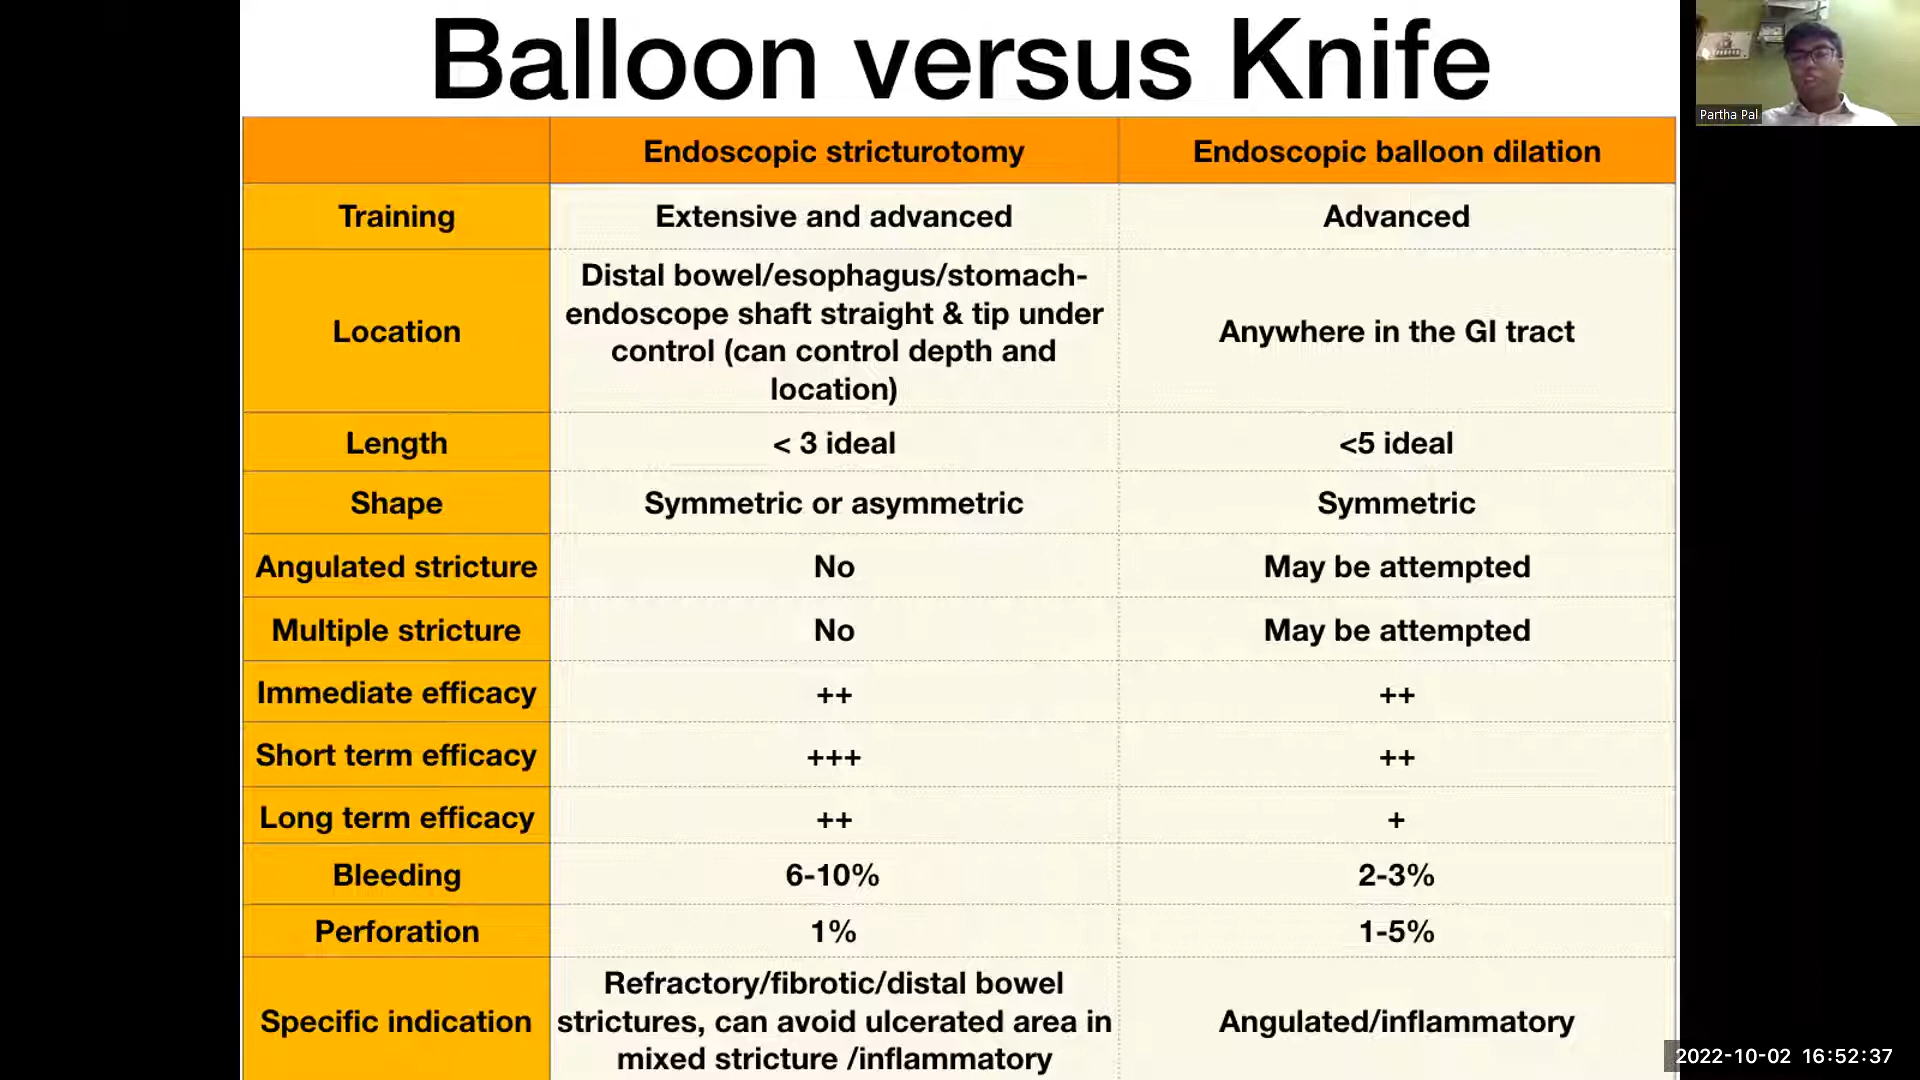 Balloon versus Knife
Partha Pal
Endoscopic stricturotomy
Endoscopic balloon dilation
Training
Extensive and advanced
Advanced
Location
Distal bowel/esophagus/stomach-
endoscope shaft straight & tip under
control (can control depth and
location)
Anywhere in the GI tract
Length
< 3 ideal
<5 ideal
Shape
Symmetric or asymmetric
Symmetric
Angulated stricture
No
May be attempted
Multiple stricture
No
May be attempted
Immediate efficacy
++
++
Short term efficacy
+++
++
Long term efficacy
++
+
Bleeding
6-10%
2-3%
Perforation
1%
1-5%
Specific indication
Refractory/fibrotic/distal bowel
strictures, can avoid ulcerated area in
mixed stricture /inflammatory
Angulated/inflammatory
2022-10-02 16:52:37